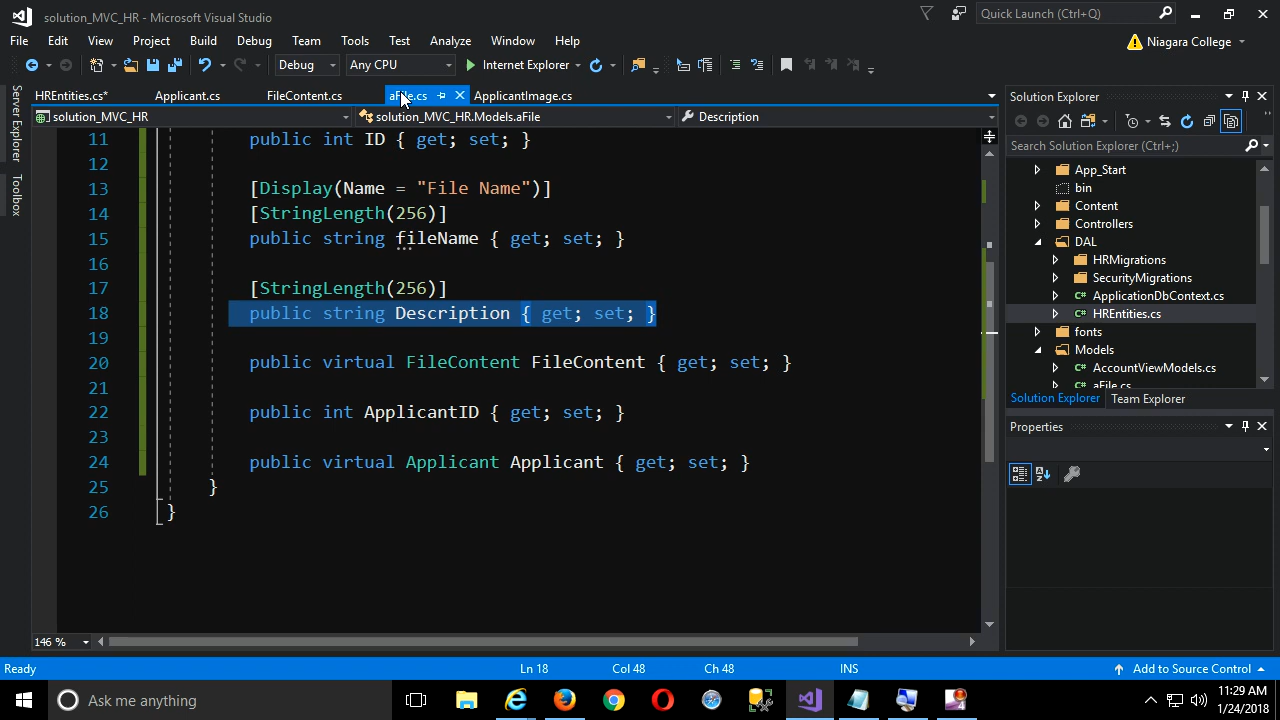 solution_MVC_HR - Microsoft Visual Studio
Quick Launch (Ctrl+Q)
File Edit View Project Build Debug Team Tools Test Analyze Window Help
Niagara College
Debug Any CPU Internet Explorer
HREntities.cs* Applicant.cs FileContent.cs aFile.cs ApplicantImage.cs
solution_MVC_HR solution_MVC_HR.Models.aFile Description
Server Explorer
Toolbox
11 public int ID { get; set; }
12
13 [Display(Name = "File Name")]
14 [StringLength(256)]
15 public string fileName { get; set; }
16
17 [StringLength(256)]
18 public string Description { get; set; }
19
20 public virtual FileContent FileContent { get; set; }
21
22 public int ApplicantID { get; set; }
23
24 public virtual Applicant Applicant { get; set; }
25 }
26 }
146 %
Solution Explorer
Search Solution Explorer (Ctrl+;)
App_Start
bin
Content
Controllers
DAL
HRMigrations
SecurityMigrations
C# ApplicationDbContext.cs
C# HREntities.cs
fonts
Models
C# AccountViewModels.cs
C# aFile.cs
Solution Explorer Team Explorer
Properties
Ready Ln 18 Col 48 Ch 48 INS Add to Source Control
Ask me anything
11:29 AM
1/24/2018